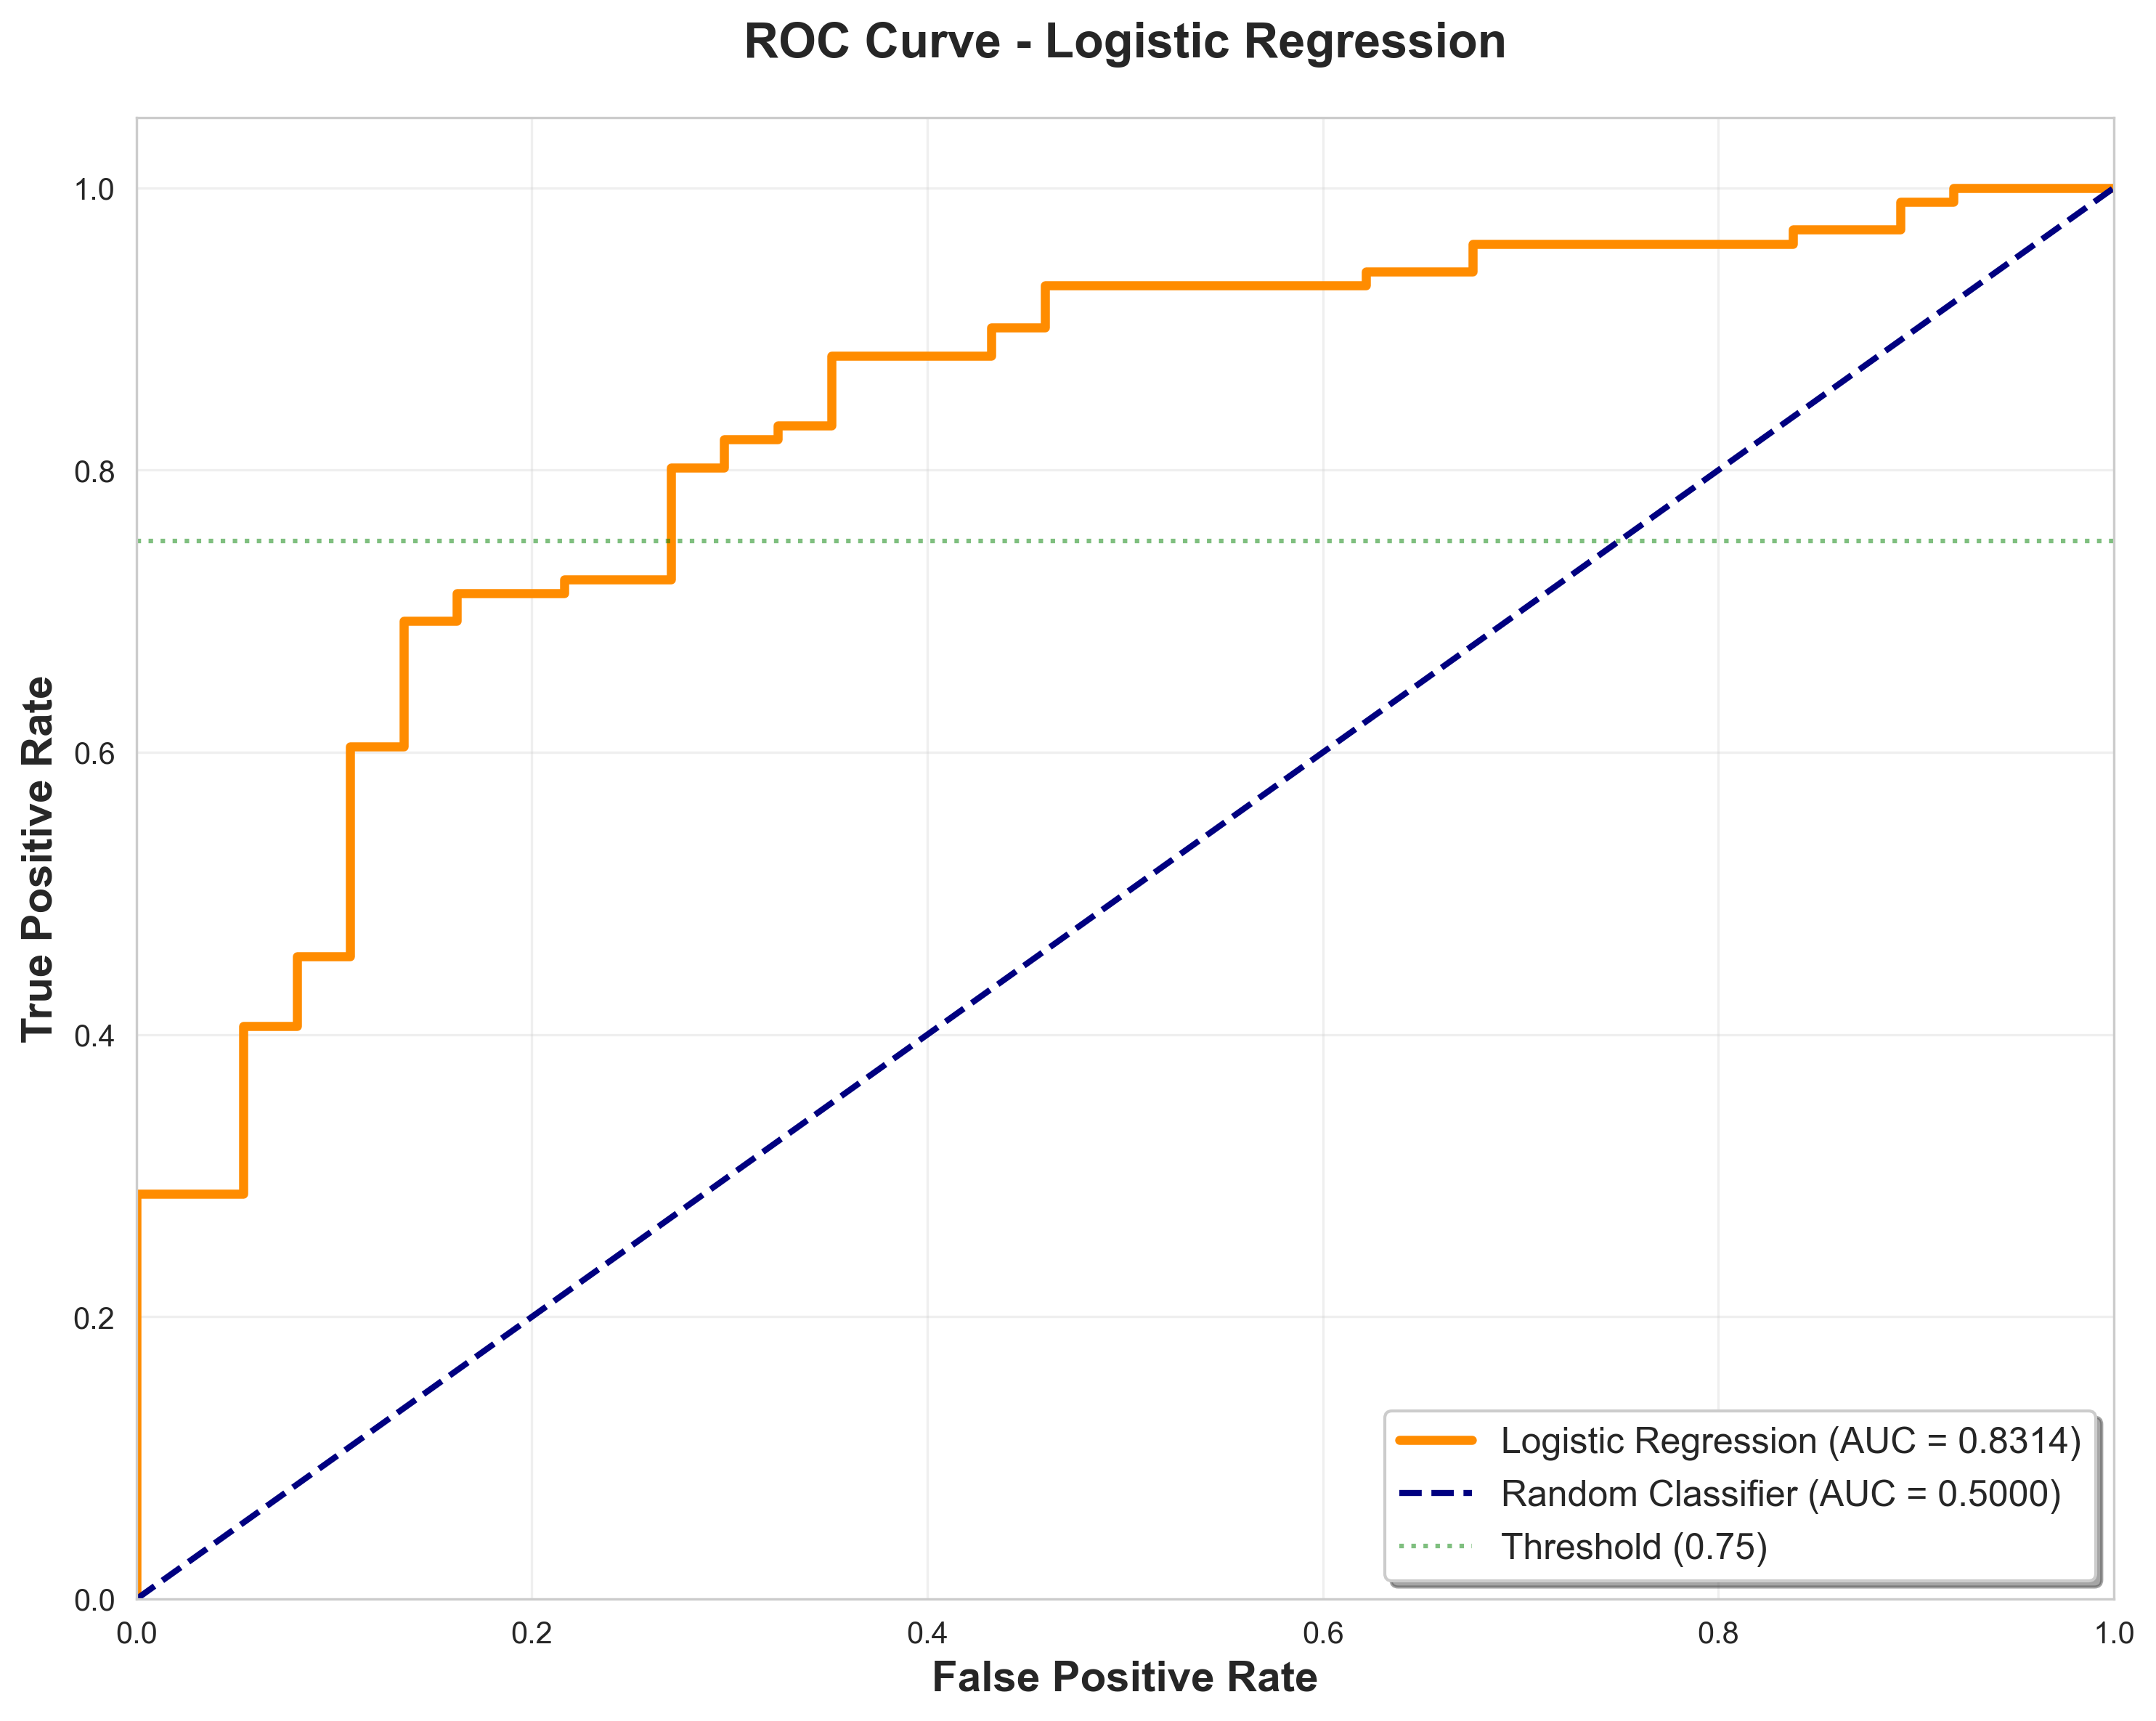 ROC Curve - Logistic Regression
True Positive Rate
1.0
0.8
0.6
0.4
0.2
0.0
0.0
0.2
0.4
0.6
0.8
1.0
False Positive Rate
Logistic Regression (AUC = 0.8314)
Random Classifier (AUC = 0.5000)
Threshold (0.75)